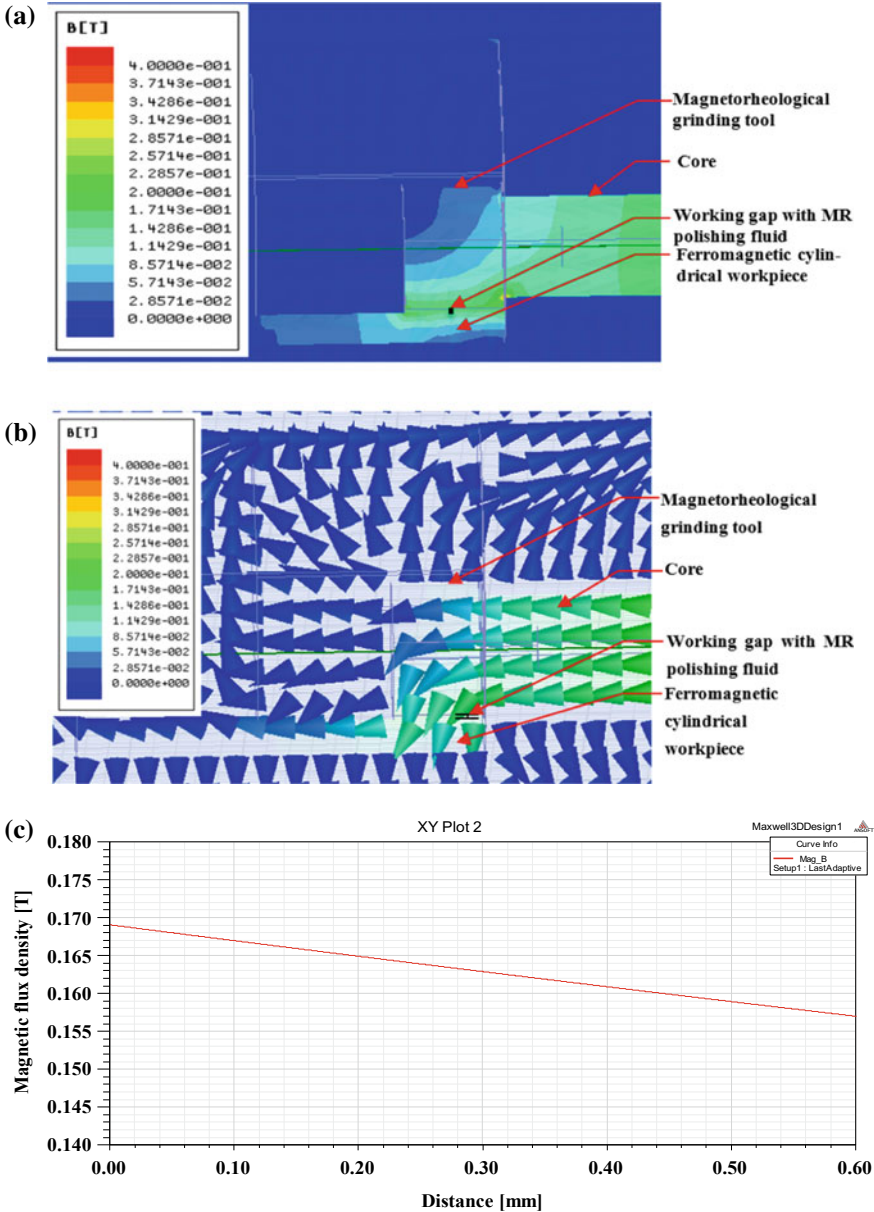 (a)
B[T]
4.0000e-001
3.7143e-001
3.4286e-001
3.1429e-001
2.8571e-001
2.5714e-001
2.2857e-001
2.0000e-001
1.7143e-001
1.4286e-001
1.1429e-001
8.5714e-002
5.7143e-002
2.8571e-002
0.0000e+000
Magnetorheological
grinding tool
Core
Working gap with MR
polishing fluid
Ferromagnetic cylin-
drical workpiece
(b)
B[T]
4.0000e-001
3.7143e-001
3.4286e-001
3.1429e-001
2.8571e-001
2.5714e-001
2.2857e-001
2.0000e-001
1.7143e-001
1.4286e-001
1.1429e-001
8.5714e-002
5.7143e-002
2.8571e-002
0.0000e+000
Magnetorheological
grinding tool
Core
Working gap with MR
polishing fluid
Ferromagnetic
cylindrical
workpiece
(c)
XY Plot 2
Maxwell3DDesign1
ANSOFT
Curve Info
Mag_B
Setup1 : LastAdaptive
Magnetic flux density [T]
0.180
0.175
0.170
0.165
0.160
0.155
0.150
0.145
0.140
0.00 0.10 0.20 0.30 0.40 0.50 0.60
Distance [mm]